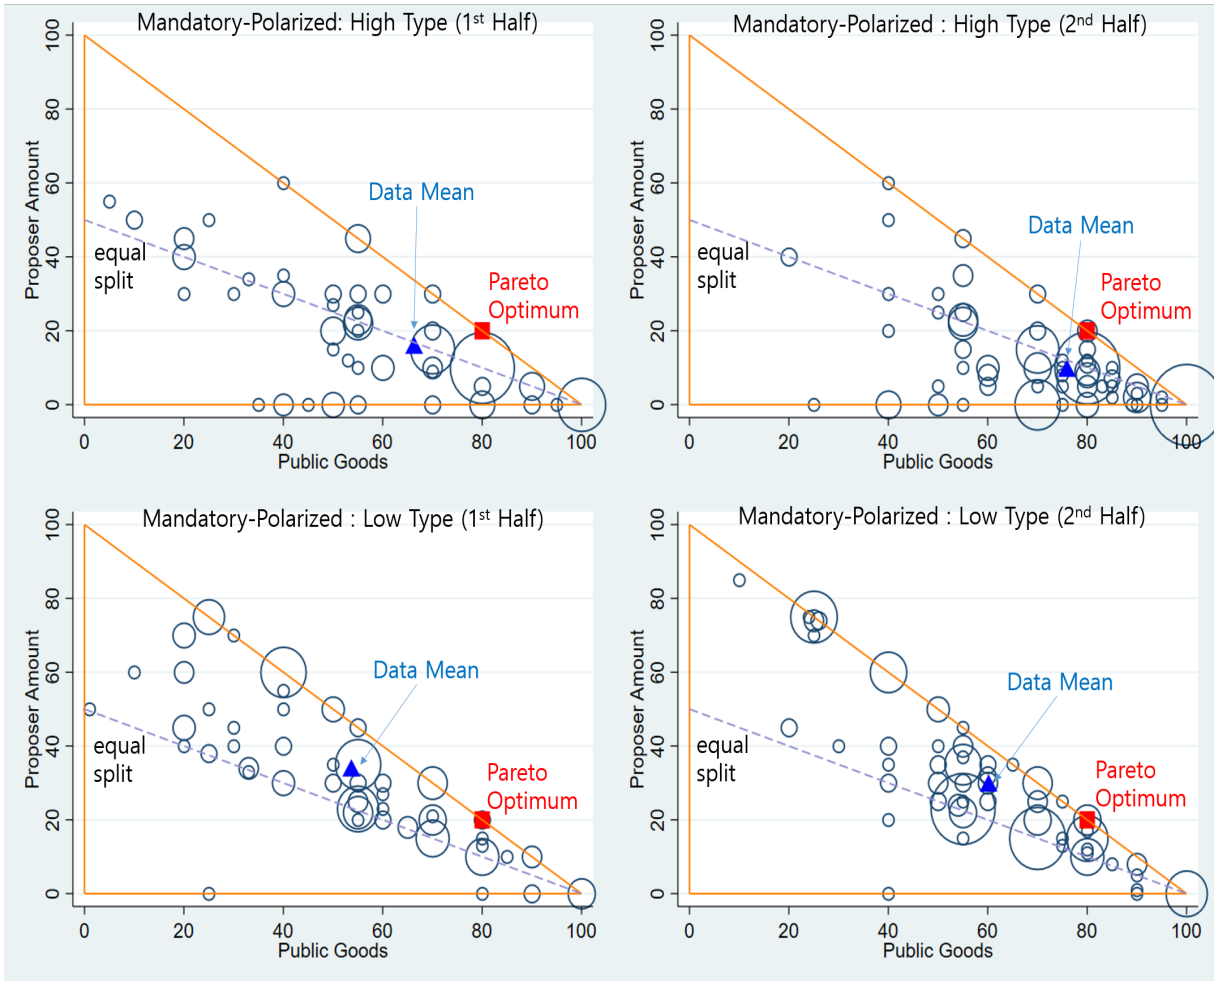 Mandatory-Polarized: High Type (1st Half)
100
80
60
40
20
0
Proposer Amount
Data Mean
equal
split
Pareto
Optimum
0 20 40 60 80 100
Public Goods
Mandatory-Polarized : High Type (2nd Half)
100
80
60
40
20
0
Proposer Amount
Data Mean
equal
split
Pareto
Optimum
0 20 40 60 80 100
Public Goods
Mandatory-Polarized : Low Type (1st Half)
100
80
60
40
20
0
Proposer Amount
Data Mean
equal
split
Pareto
Optimum
0 20 40 60 80 100
Public Goods
Mandatory-Polarized : Low Type (2nd Half)
100
80
60
40
20
0
Proposer Amount
Data Mean
equal
split
Pareto
Optimum
0 20 40 60 80 100
Public Goods